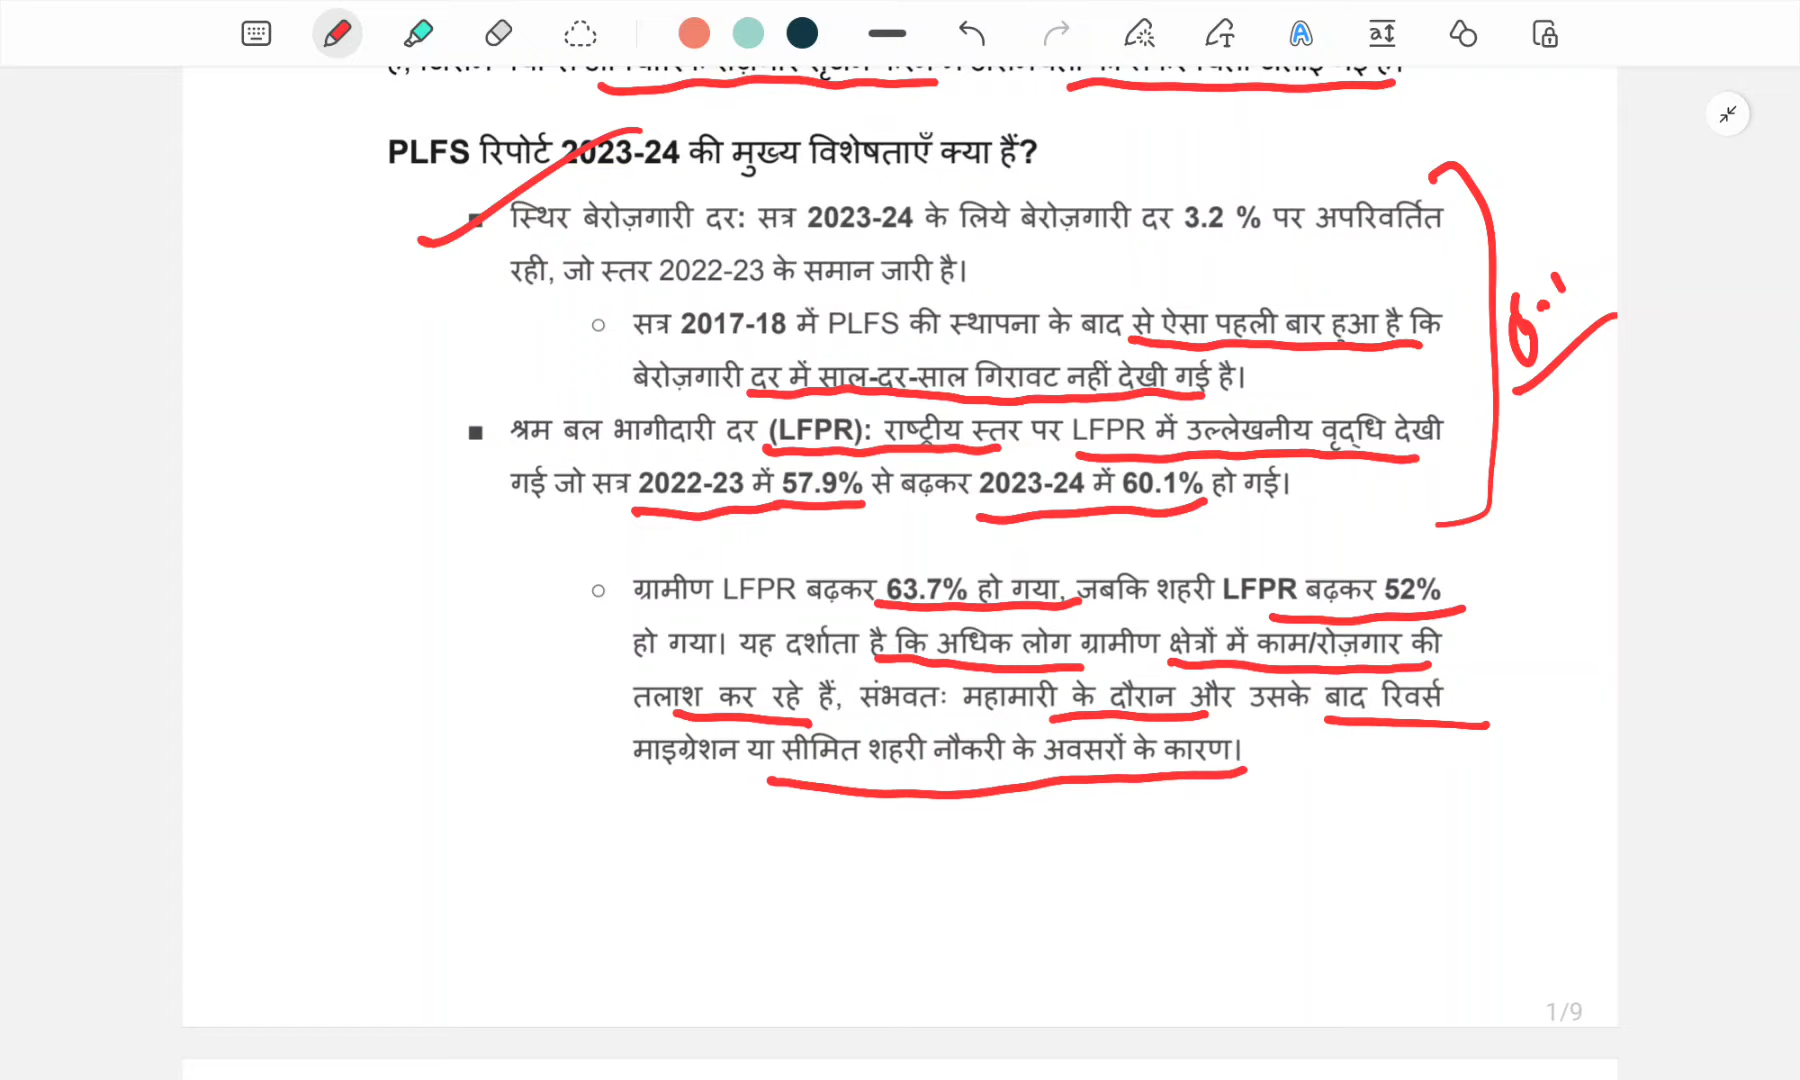 PLFS रिपोर्ट 2023-24 की मुख्य विशेषताएँ क्या हैं?
■ स्थिर बेरोज़गारी दर: सत्र 2023-24 के लिये बेरोज़गारी दर 3.2 % पर अपरिवर्तित
रही, जो स्तर 2022-23 के समान जारी है।
○ सत्र 2017-18 में PLFS की स्थापना के बाद से ऐसा पहली बार हुआ है कि
बेरोज़गारी दर में साल-दर-साल गिरावट नहीं देखी गई है।
■ श्रम बल भागीदारी दर (LFPR): राष्ट्रीय स्तर पर LFPR में उल्लेखनीय वृद्धि देखी
गई जो सत्र 2022-23 में 57.9% से बढ़कर 2023-24 में 60.1% हो गई।
○ ग्रामीण LFPR बढ़कर 63.7% हो गया, जबकि शहरी LFPR बढ़कर 52%
हो गया। यह दर्शाता है कि अधिक लोग ग्रामीण क्षेत्रों में काम/रोज़गार की
तलाश कर रहे हैं, संभवतः महामारी के दौरान और उसके बाद रिवर्स
माइग्रेशन या सीमित शहरी नौकरी के अवसरों के कारण।
1/9